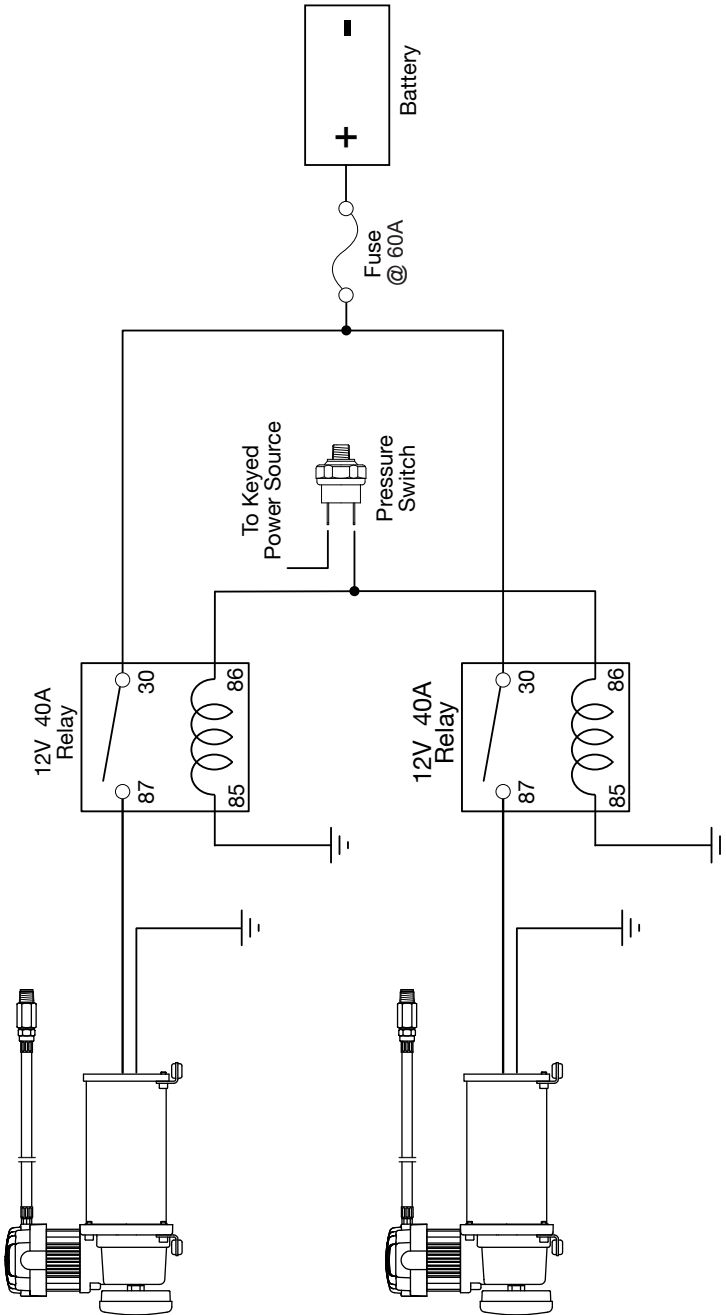 -
+
Battery
Fuse
@ 60A
To Keyed
Power Source
Pressure
Switch
12V 40A
Relay
30
87
86
85
12V 40A
Relay
30
87
86
85